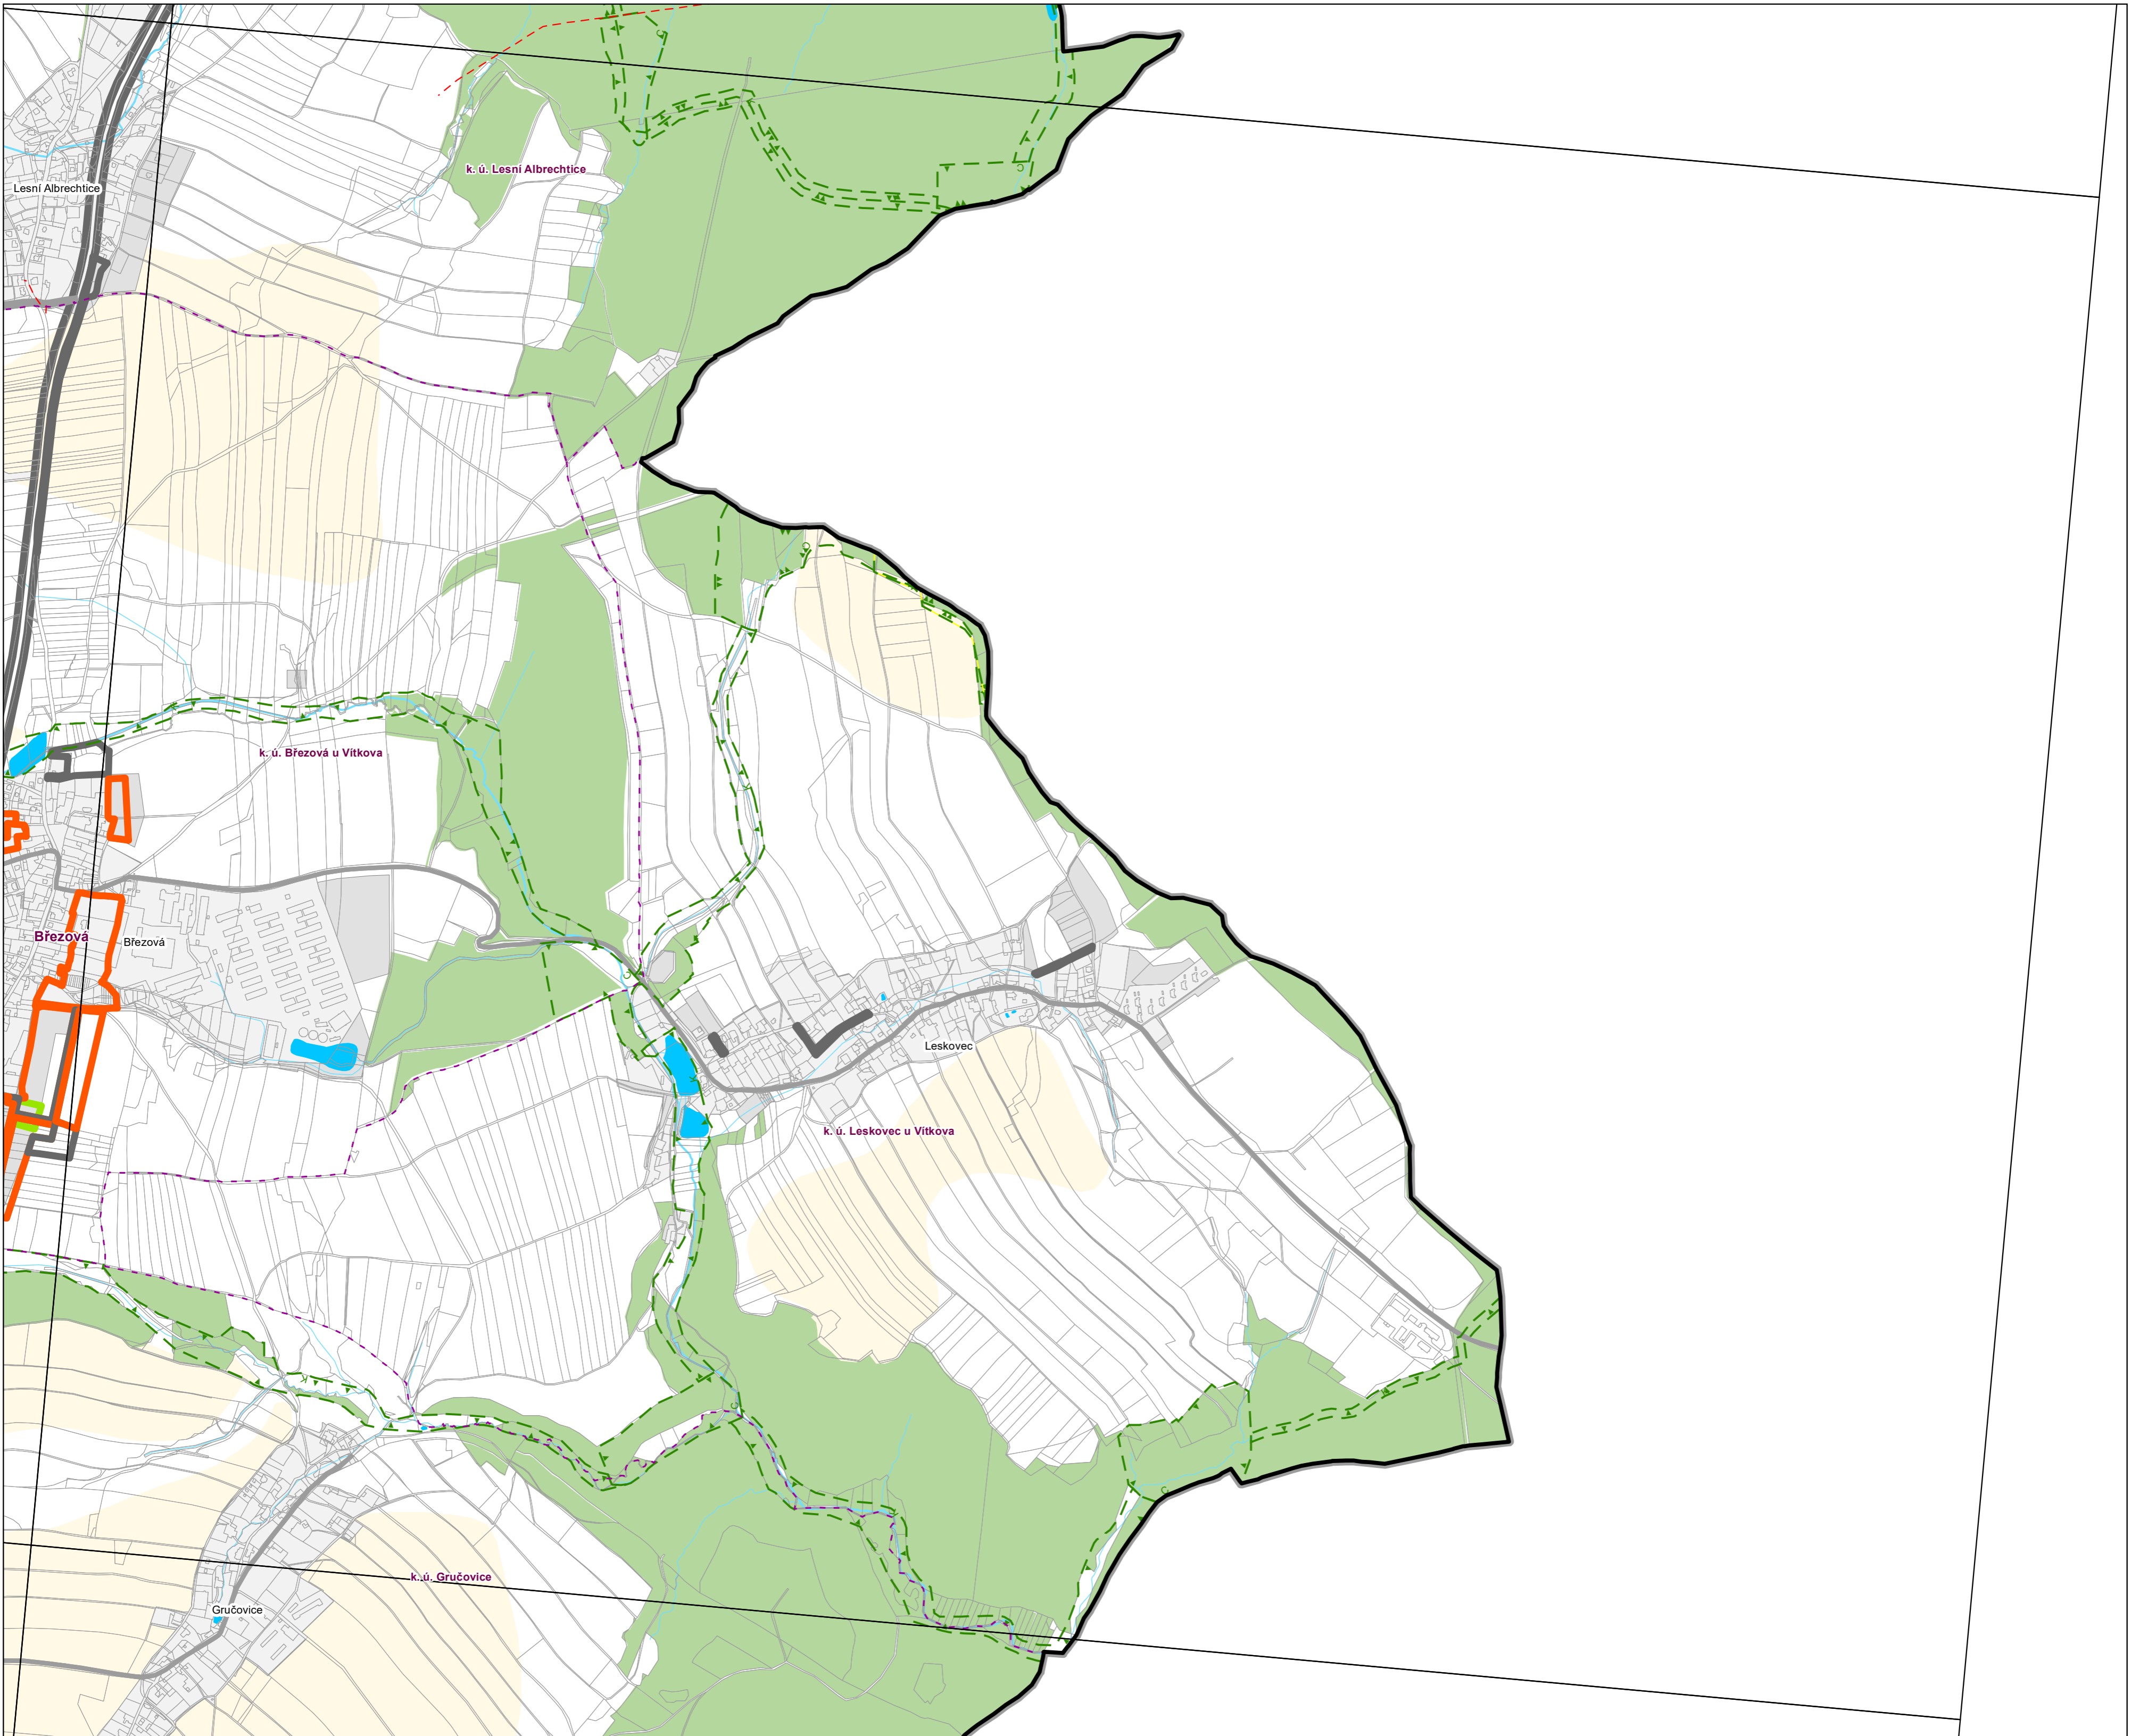 k. ú. Lesní Albrechtice
Lesní Albrechtice
k. ú. Březová u Vítkova
Březová
Březová
Leskovec
k. ú. Leskovec u Vítkova
k. ú. Gručovice
Gručovice